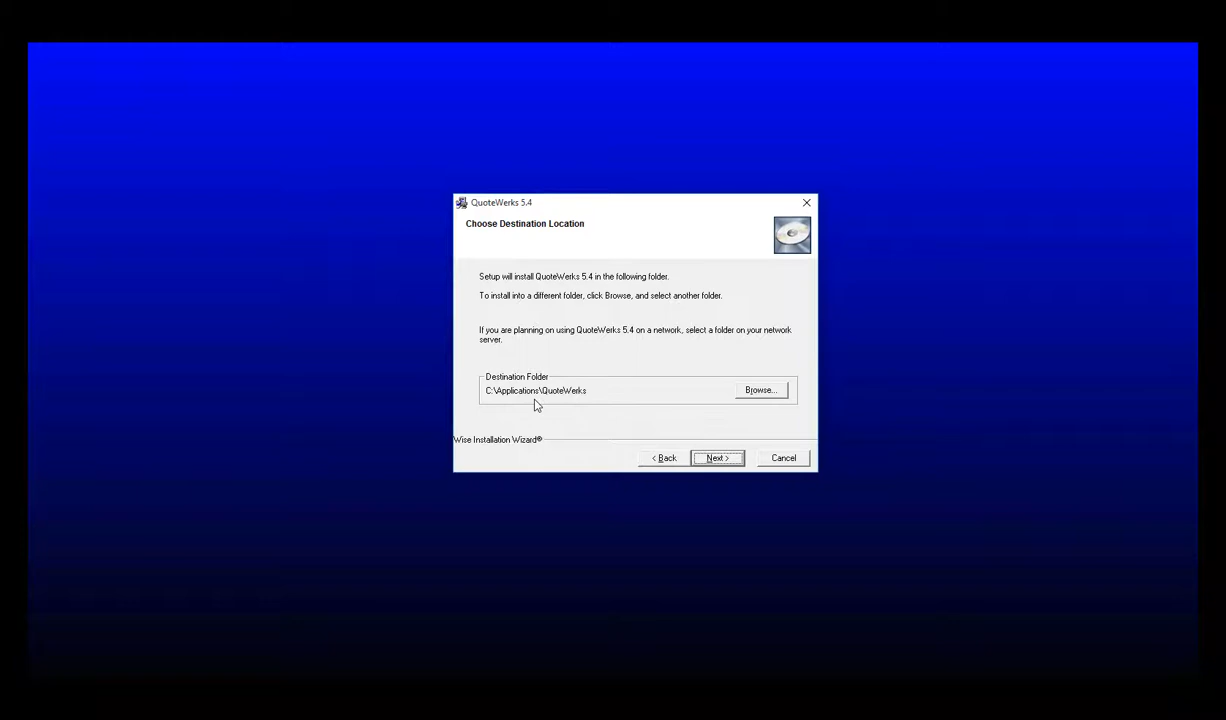 QuoteWerks 5.4
Choose Destination Location
Setup will install QuoteWerks 5.4 in the following folder.
To install into a different folder, click Browse, and select another folder.
If you are planning on using QuoteWerks 5.4 on a network, select a folder on your network
server.
Destination Folder
C:\Applications\QuoteWerks
Browse...
Wise Installation Wizard®
< Back
Next >
Cancel